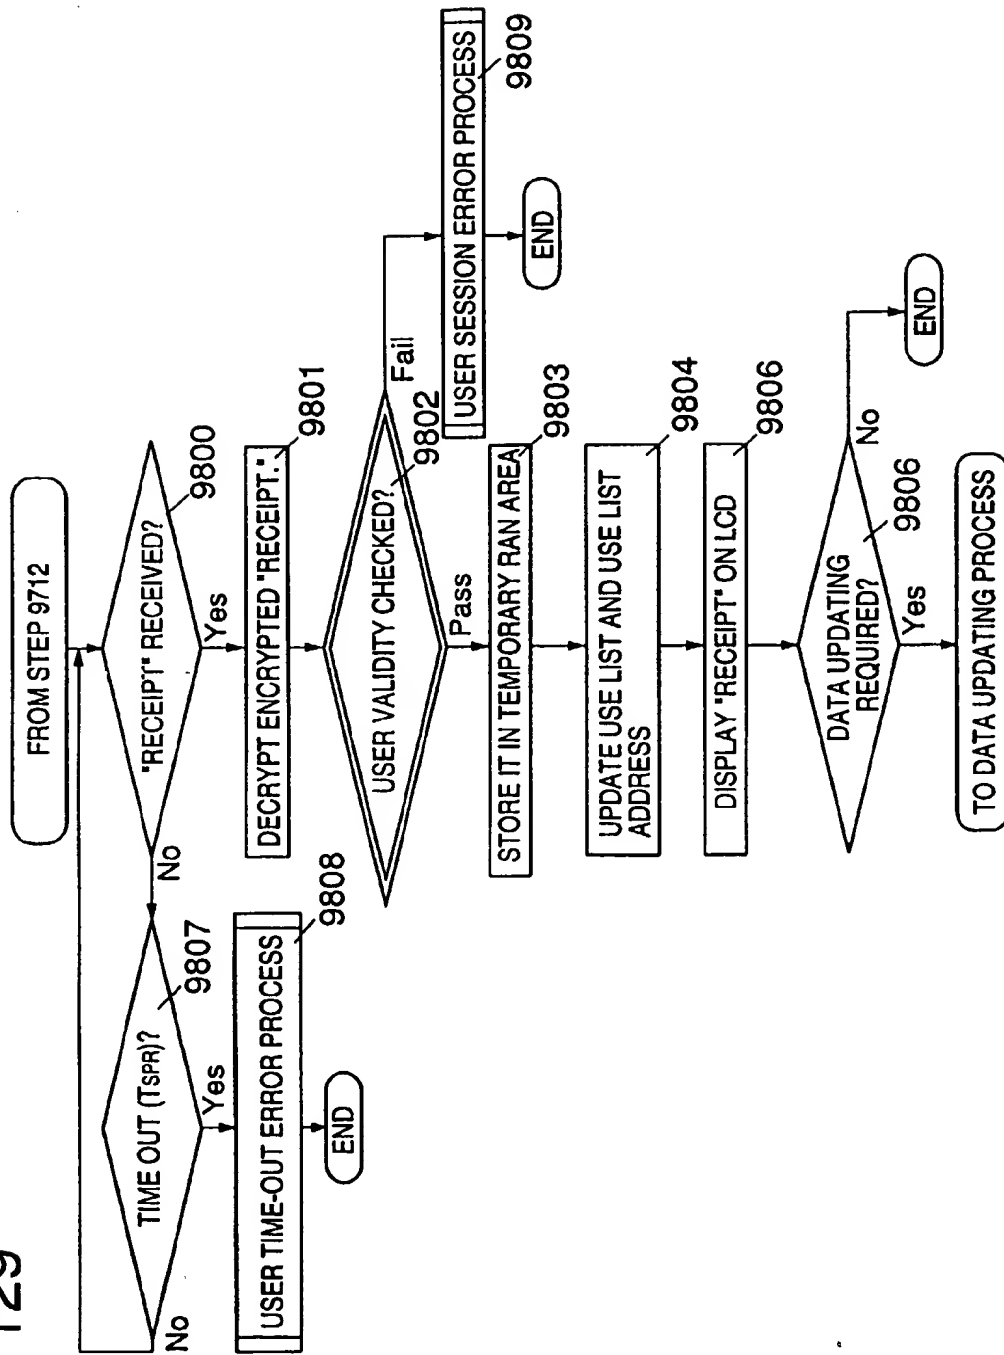 129
FROM STEP 9712
"RECEIPT" RECEIVED?
9800
Yes
No
TIME OUT (TSPR)?
9807
No
Yes
USER TIME-OUT ERROR PROCESS
9808
END
DECRYPT ENCRYPTED "RECEIPT."
9801
USER VALIDITY CHECKED?
9802
Fail
Pass
USER SESSION ERROR PROCESS
9809
END
STORE IT IN TEMPORARY RAN AREA
9803
UPDATE USE LIST AND USE LIST
ADDRESS
9804
DISPLAY "RECEIPT" ON LCD
9806
DATA UPDATING
REQUIRED?
9806
No
END
Yes
TO DATA UPDATING PROCESS